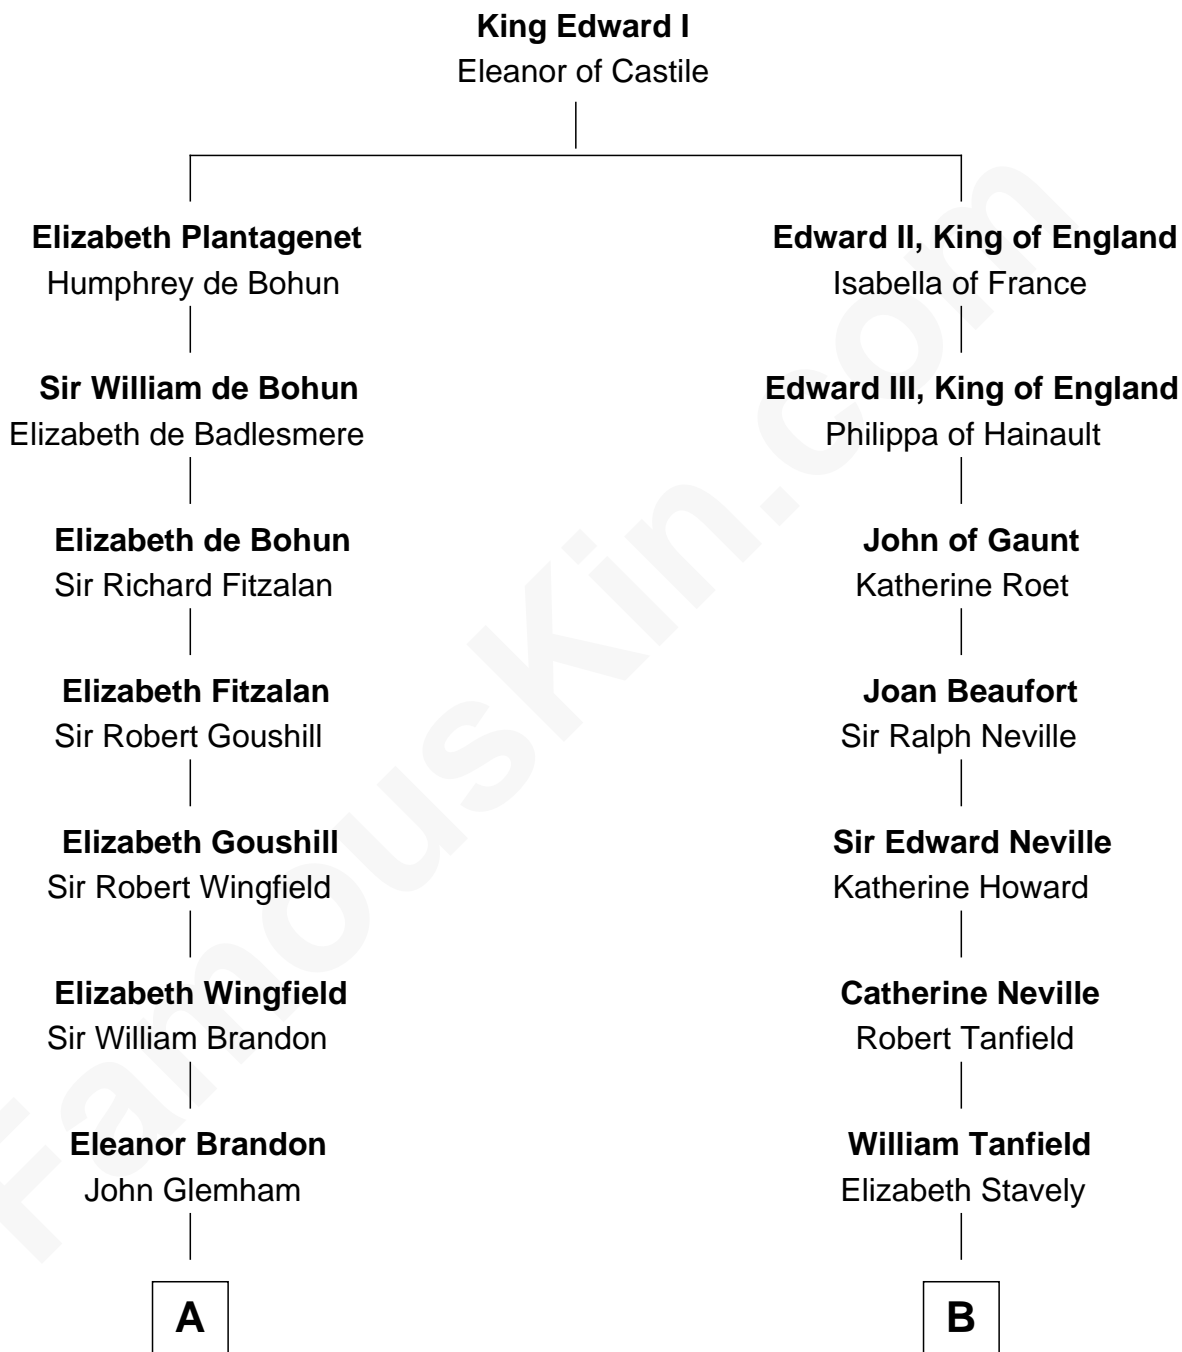 King Edward I
Eleanor of Castile
Elizabeth Plantagenet
Humphrey de Bohun
Edward II, King of England
Isabella of France
Sir William de Bohun
Elizabeth de Badlesmere
Edward III, King of England
Philippa of Hainault
Elizabeth de Bohun
Sir Richard Fitzalan
John of Gaunt
Katherine Roet
Elizabeth Fitzalan
Sir Robert Goushill
Joan Beaufort
Sir Ralph Neville
Elizabeth Goushill
Sir Robert Wingfield
Sir Edward Neville
Katherine Howard
Elizabeth Wingfield
Sir William Brandon
Catherine Neville
Robert Tanfield
Eleanor Brandon
John Glemham
William Tanfield
Elizabeth Stavely
A
B
FamousKin.com